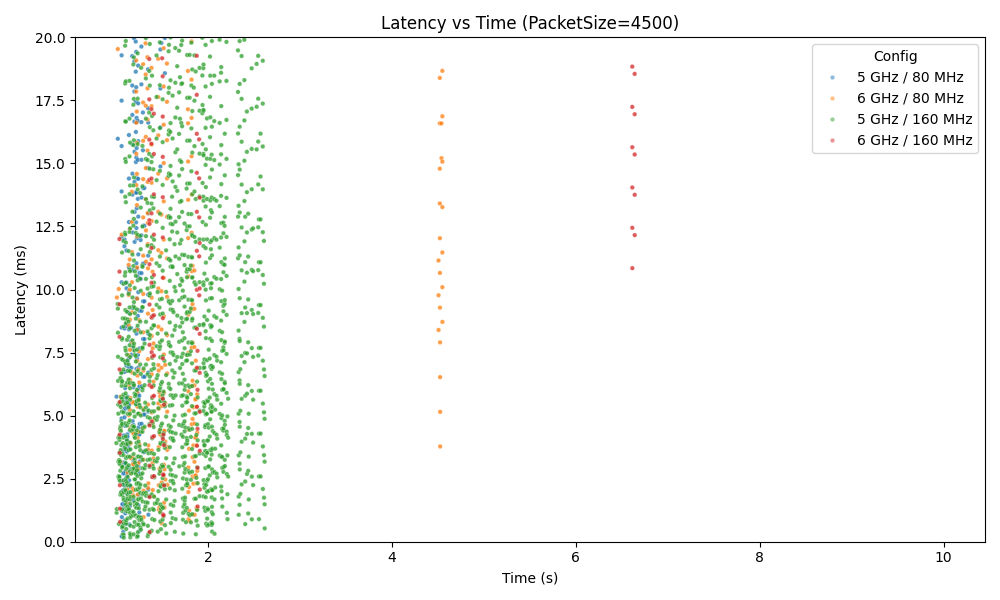 Latency vs Time (PacketSize=4500)
Config
5 GHz / 80 MHz
6 GHz / 80 MHz
5 GHz / 160 MHz
6 GHz / 160 MHz
Latency (ms)
20.0
17.5
15.0
12.5
10.0
7.5
5.0
2.5
0.0
2
4
6
8
10
Time (s)